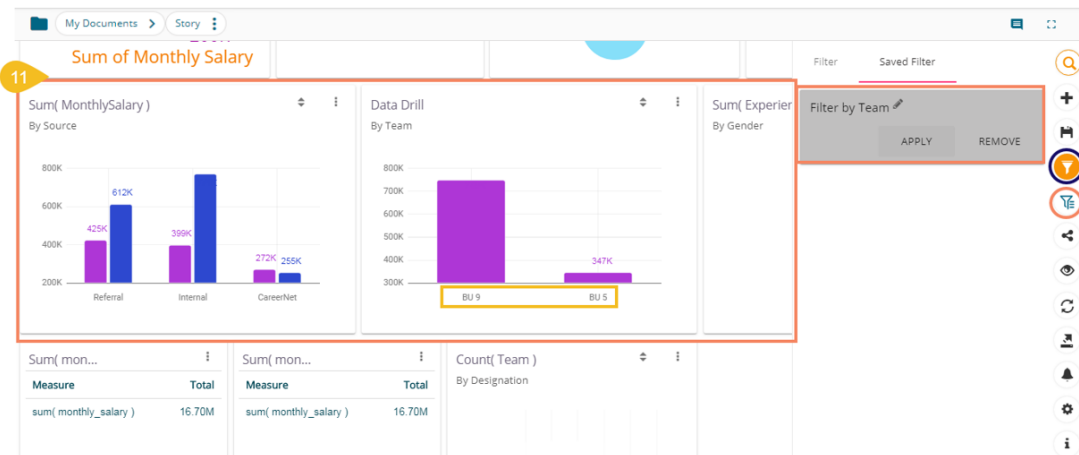 My Documents > Story
Sum of Monthly Salary
11
Filter
Saved Filter
Filter by Team
APPLY
REMOVE
Sum( MonthlySalary )
By Source
800K
600K
400K
200K
425K
612K
399K
272K
255K
Referral
Internal
CareerNet
Data Drill
By Team
800K
700K
600K
500K
400K
300K
347K
BU 9
BU 5
Sum( Experien
By Gender
Sum( mon...
Measure Total
sum( monthly_salary ) 16.70M
Sum( mon...
Measure Total
sum( monthly_salary ) 16.70M
Count( Team )
By Designation